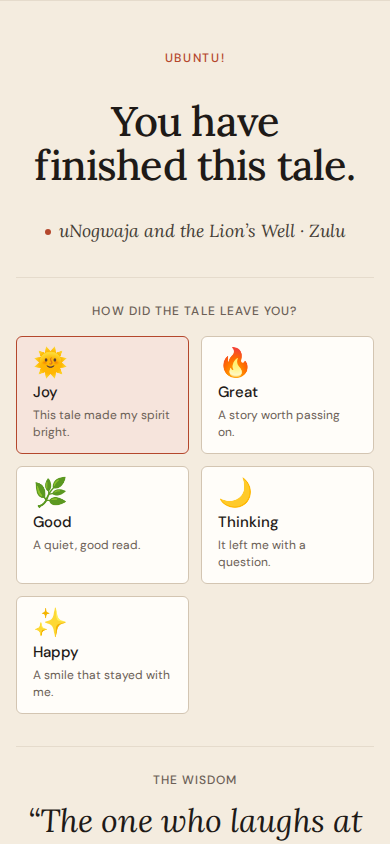 UBUNTU!
You have
finished this tale.
uNogwaja and the Lion’s Well · Zulu
HOW DID THE TALE LEAVE YOU?
Joy
This tale made my spirit
bright.
Great
A story worth passing
on.
Good
A quiet, good read.
Thinking
It left me with a
question.
Happy
A smile that stayed with
me.
THE WISDOM
“The one who laughs at